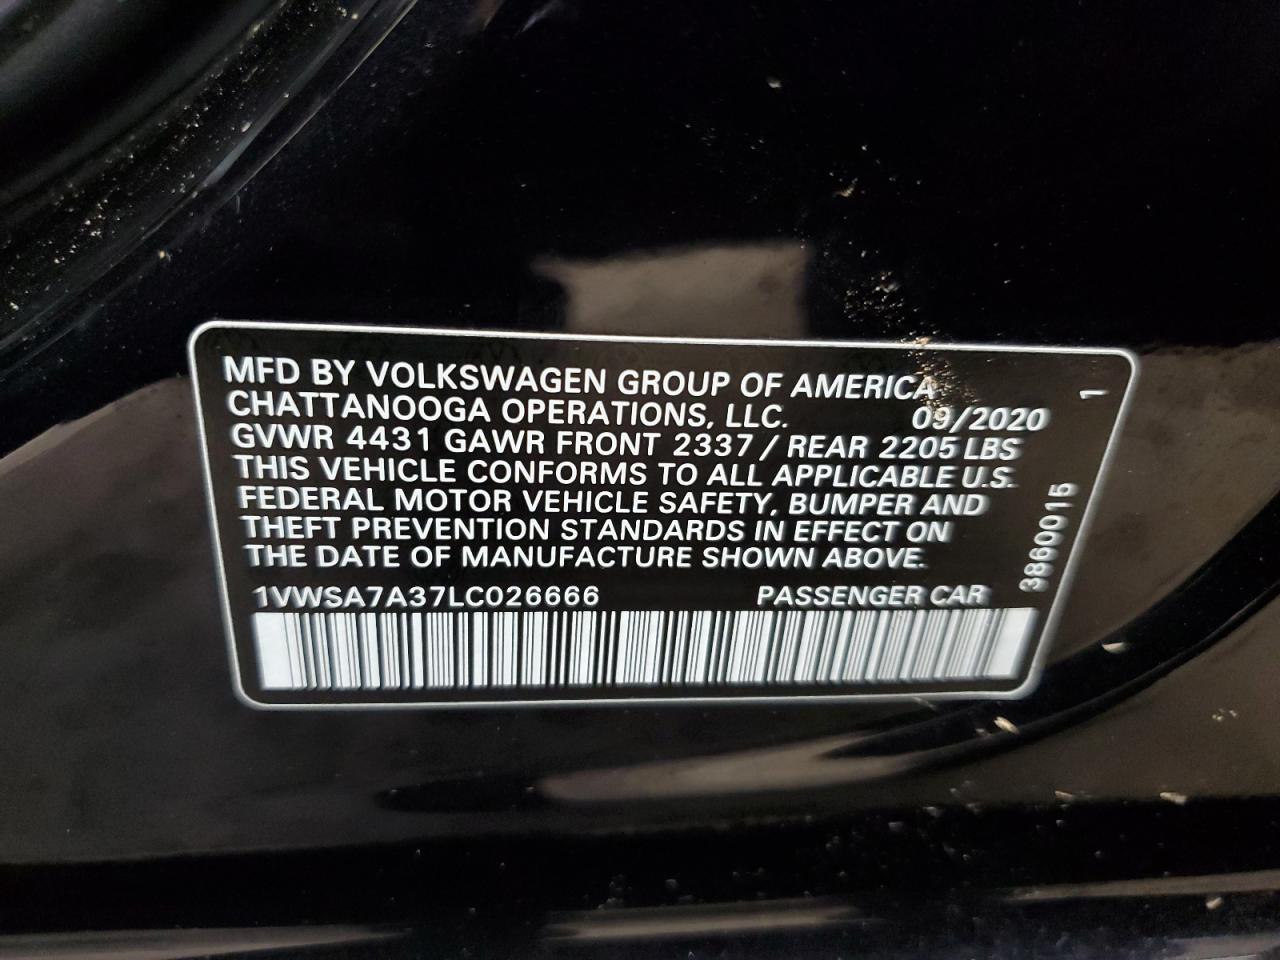 MFD BY VOLKSWAGEN GROUP OF AMERICA
CHATTANOOGA OPERATIONS, LLC. 09/2020
GVWR 4431 GAWR FRONT 2337 / REAR 2205 LBS
THIS VEHICLE CONFORMS TO ALL APPLICABLE U.S.
FEDERAL MOTOR VEHICLE SAFETY, BUMPER AND
THEFT PREVENTION STANDARDS IN EFFECT ON
THE DATE OF MANUFACTURE SHOWN ABOVE.
1VWSA7A37LC026666 PASSENGER CAR
3860015 1